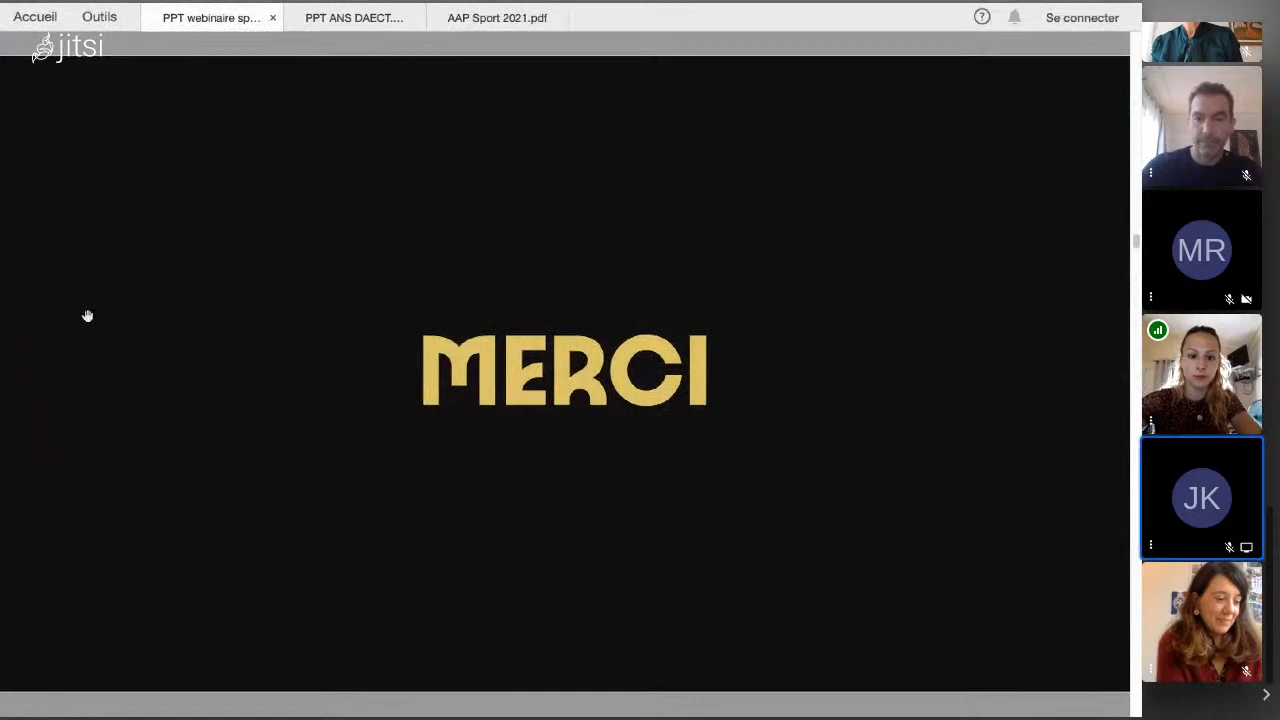 Accueil
Outils
PPT webinaire sp... ×
PPT ANS DAECT....
AAP Sport 2021.pdf
?
Se connecter
jitsi
MERCI
MR
JK